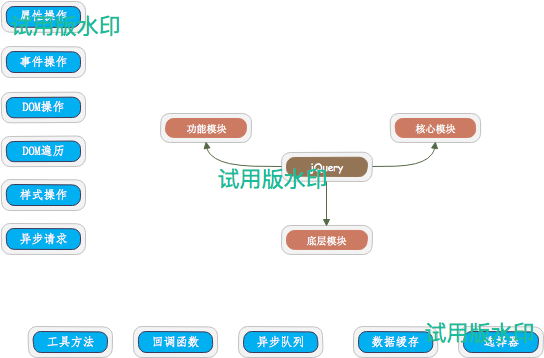 属性操作
试用版水印
事件操作
DOM操作
DOM遍历
样式操作
异步请求
功能模块
核心模块
jQuery
试用版水印
底层模块
工具方法
回调函数
异步队列
数据缓存
选择器
试用版水印